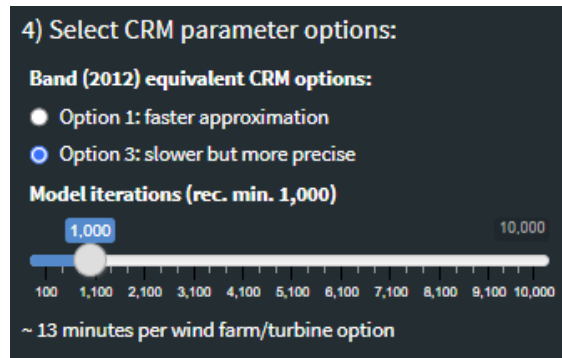 4) Select CRM parameter options:
Band (2012) equivalent CRM options:
Option 1: faster approximation
Option 3: slower but more precise
Model iterations (rec. min. 1,000)
1,000 10,000
100 1,100 2,100 3,100 4,100 5,100 6,100 7,100 8,100 9,100 10,000
~ 13 minutes per wind farm/turbine option